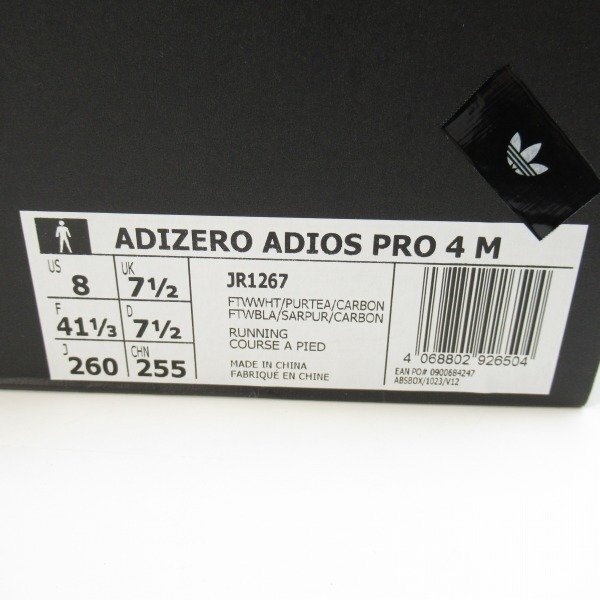 ADIZERO ADIOS PRO 4 M
US 8
UK 7½
F 41⅓
D 7½
J 260
CHN 255
JR1267
FTWWHT/PURTEA/CARBON
FTWBLA/SARPUR/CARBON
RUNNING
COURSE A PIED
MADE IN CHINA
FABRIQUÉ EN CHINE
4 068802 926504
EAN PO# 0900684247
ABSBOX/1023/V12